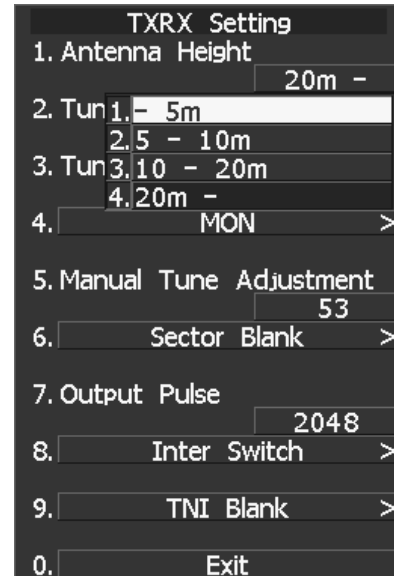 TXRX Setting
1. Antenna Height
20m -
2. Tun
1. - 5m
2. 5 - 10m
3. Tun
3. 10 - 20m
4. 20m -
4. MON >
5. Manual Tune Adjustment
53
6. Sector Blank >
7. Output Pulse
2048
8. Inter Switch >
9. TNI Blank >
0. Exit